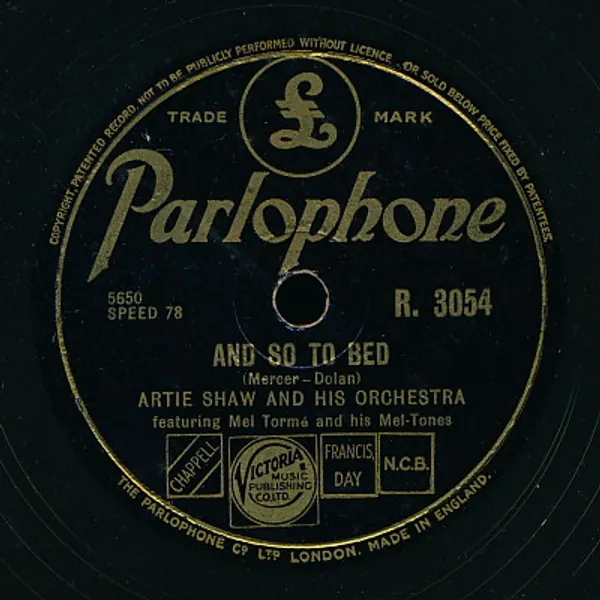 COPYRIGHT, PATENTED RECORD, NOT TO BE PUBLICLY PERFORMED WITHOUT LICENCE - OR SOLD BELOW PRICE FIXED BY PATENTEES.
TRADE £ MARK
Parlophone
5650
SPEED 78
R. 3054
AND SO TO BED
(Mercer - Dolan)
ARTIE SHAW AND HIS ORCHESTRA
featuring Mel Tormé and his Mel-Tones
CHAPPELL
VICTORIA
MUSIC
PUBLISHING
CO. LTD.
FRANCIS,
DAY
N.C.B.
THE PARLOPHONE Co LTD LONDON. MADE IN ENGLAND.